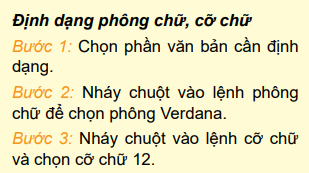 Định dạng phông chữ, cỡ chữ
Bước 1: Chọn phần văn bản cần định
dạng.
Bước 2: Nháy chuột vào lệnh phông
chữ để chọn phông Verdana.
Bước 3: Nháy chuột vào lệnh cỡ chữ
và chọn cỡ chữ 12.